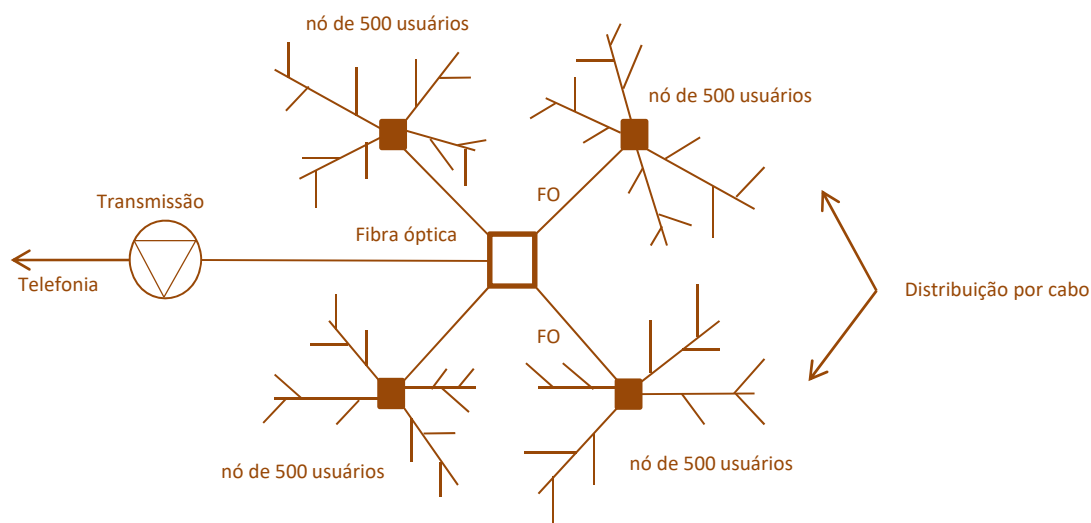 nó de 500 usuários
nó de 500 usuários
Transmissão
FO
Fibra óptica
Telefonia
Distribuição por cabo
FO
nó de 500 usuários
nó de 500 usuários